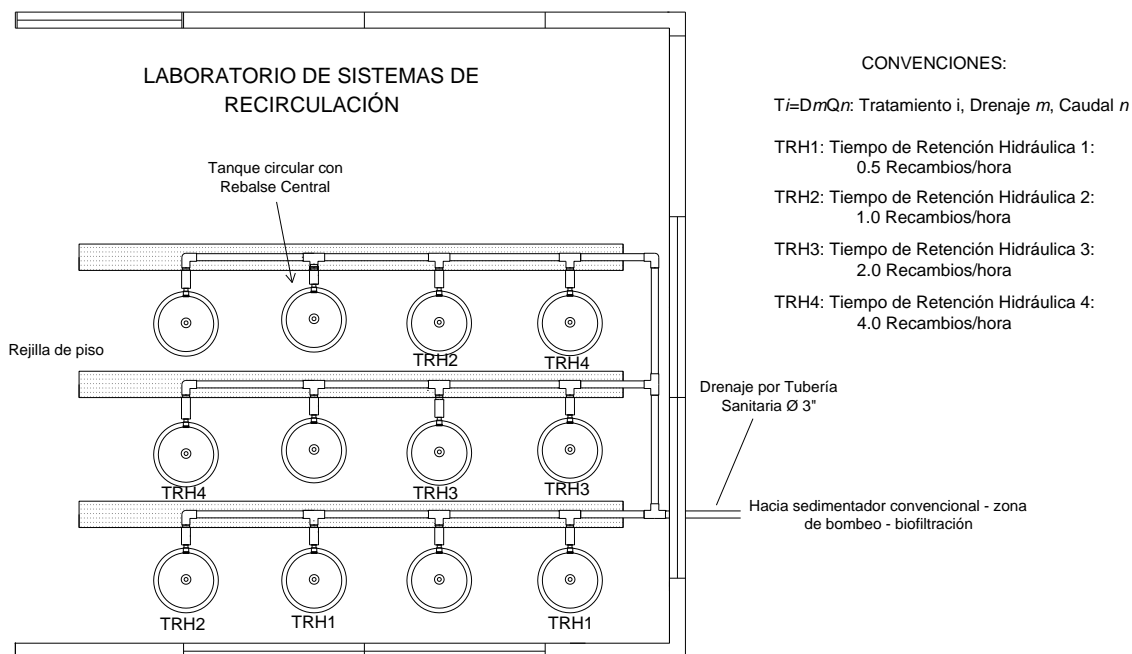 LABORATORIO DE SISTEMAS DE
RECIRCULACIÓN
Tanque circular con
Rebalse Central
Rejilla de piso
TRH2
TRH4
TRH4
TRH3
TRH3
TRH2
TRH1
TRH1
CONVENCIONES:
Ti=DmQn: Tratamiento i, Drenaje m, Caudal n
TRH1: Tiempo de Retención Hidráulica 1:
0.5 Recambios/hora
TRH2: Tiempo de Retención Hidráulica 2:
1.0 Recambios/hora
TRH3: Tiempo de Retención Hidráulica 3:
2.0 Recambios/hora
TRH4: Tiempo de Retención Hidráulica 4:
4.0 Recambios/hora
Drenaje por Tubería
Sanitaria Ø 3"
Hacia sedimentador convencional - zona
de bombeo - biofiltración